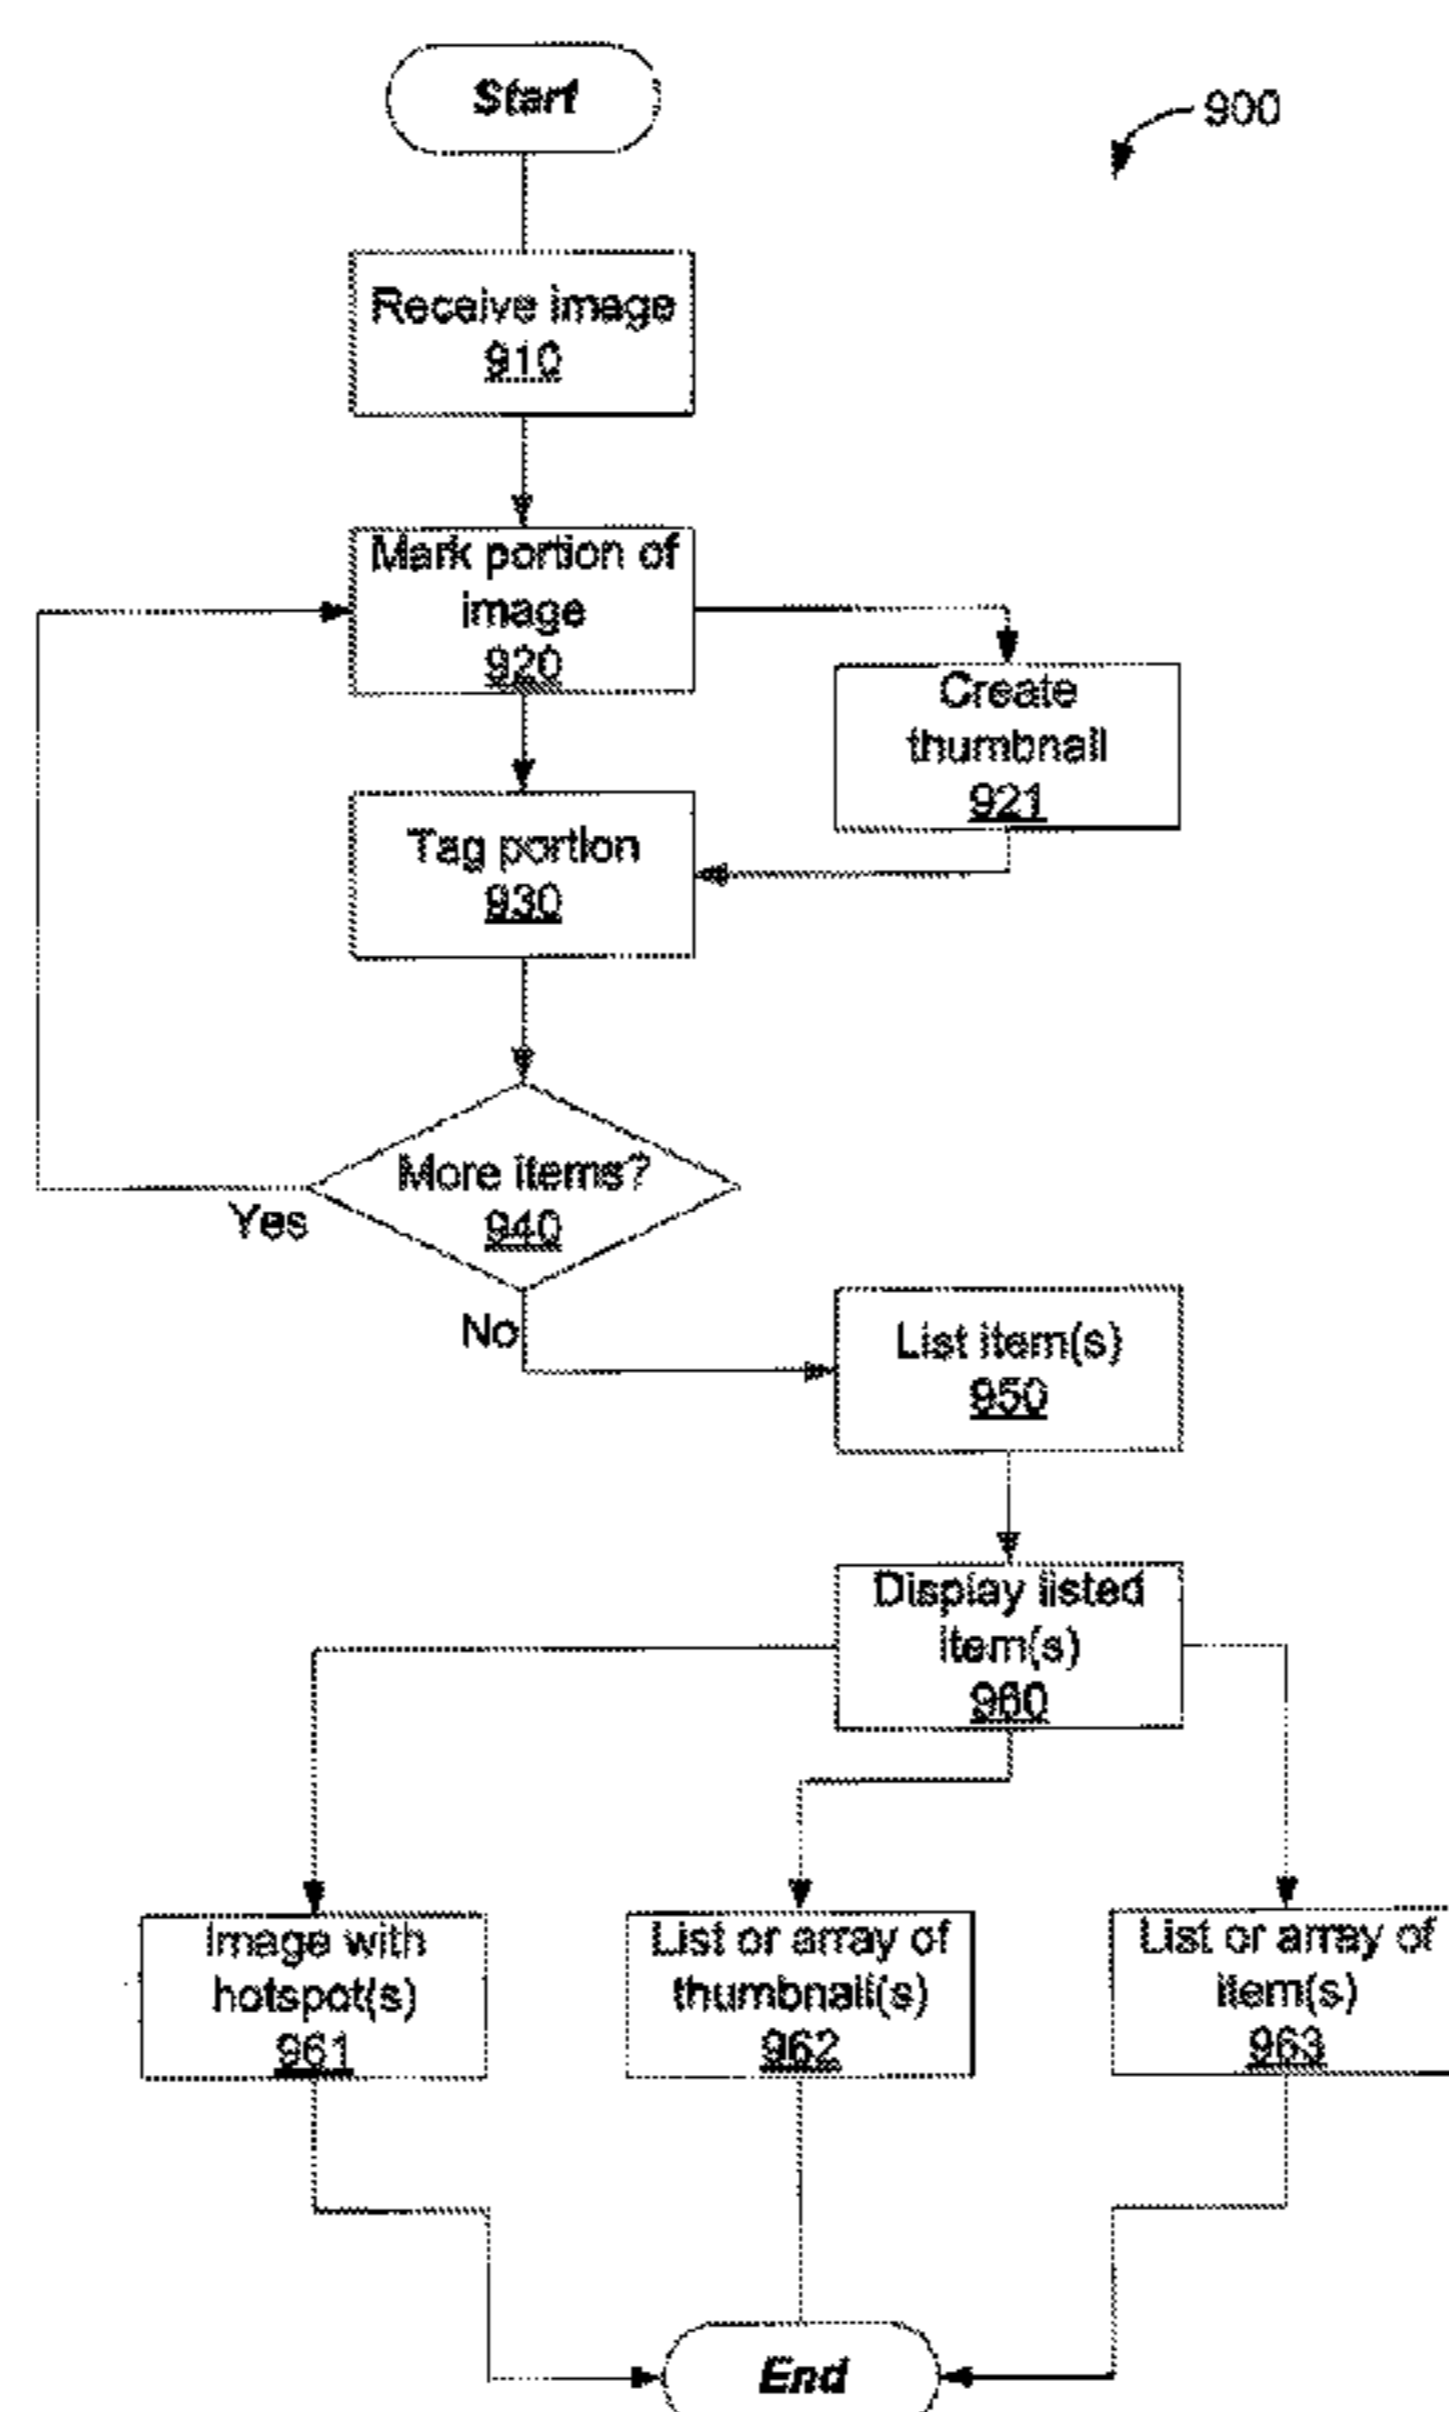 Start
900
Receive image
910
Mark portion of
image
920
Create
thumbnail
921
Tag portion
930
More items?
940
Yes
No
List item(s)
950
Display listed
item(s)
960
Image with
hotspot(s)
961
List or array of
thumbnail(s)
962
List or array of
item(s)
963
End